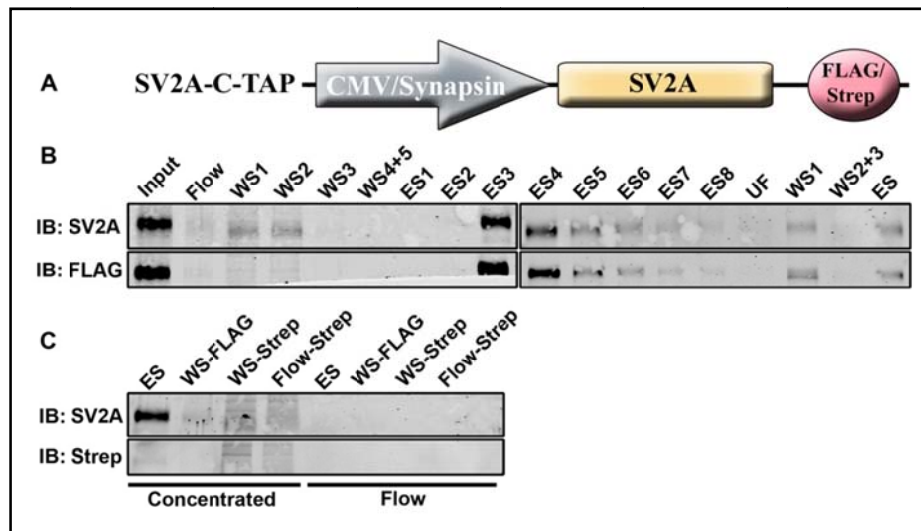 A
SV2A-C-TAP
CMV/Synapsin
SV2A
FLAG/
Strep
B
Input Flow WS1 WS2 WS3 WS4+5 ES1 ES2 ES3 ES4 ES5 ES6 ES7 ES8 UF WS1 WS2+3 ES
IB: SV2A
IB: FLAG
C
ES WS-FLAG WS-Strep Flow-Strep ES WS-FLAG WS-Strep Flow-Strep
IB: SV2A
IB: Strep
Concentrated Flow